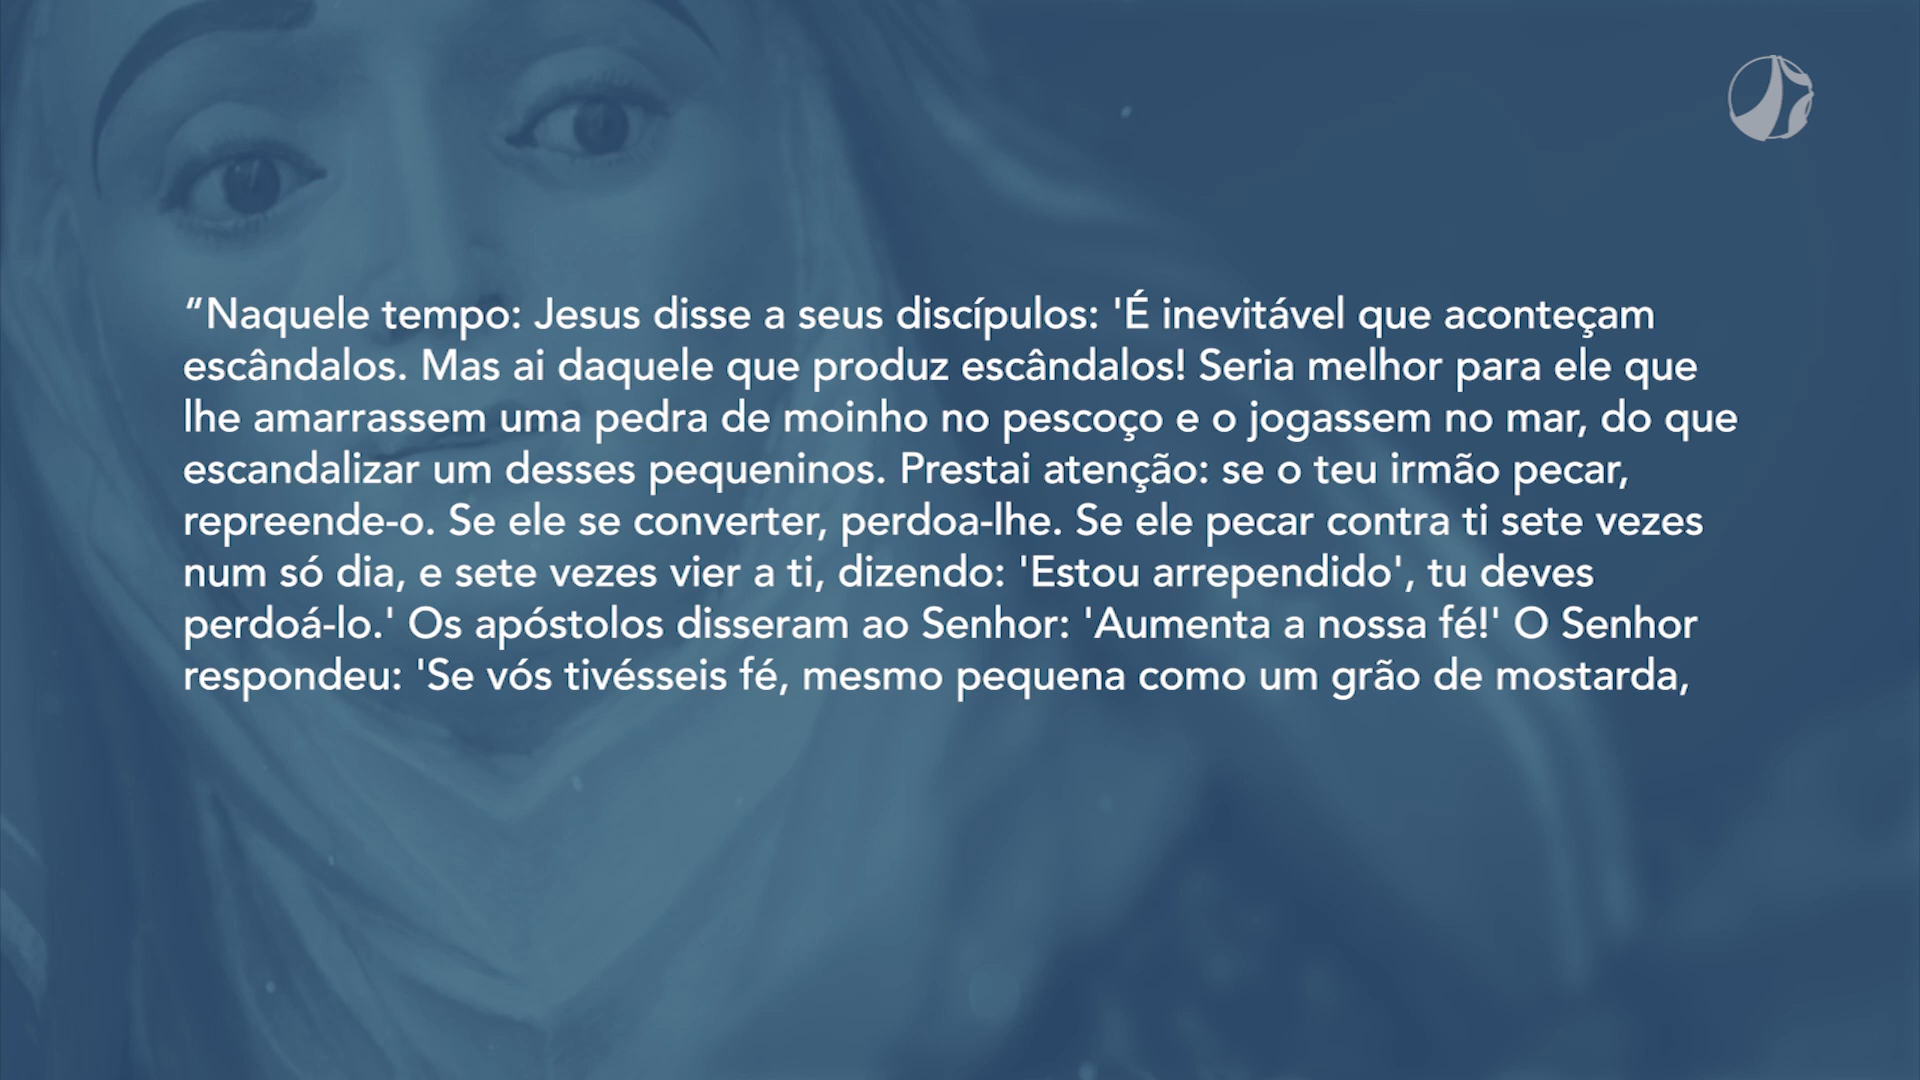 “Naquele tempo: Jesus disse a seus discípulos: 'É inevitável que aconteçam
escândalos. Mas ai daquele que produz escândalos! Seria melhor para ele que
lhe amarrassem uma pedra de moinho no pescoço e o jogassem no mar, do que
escandalizar um desses pequeninos. Prestai atenção: se o teu irmão pecar,
repreende-o. Se ele se converter, perdoa-lhe. Se ele pecar contra ti sete vezes
num só dia, e sete vezes vier a ti, dizendo: 'Estou arrependido', tu deves
perdoá-lo.' Os apóstolos disseram ao Senhor: 'Aumenta a nossa fé!' O Senhor
respondeu: 'Se vós tivésseis fé, mesmo pequena como um grão de mostarda,